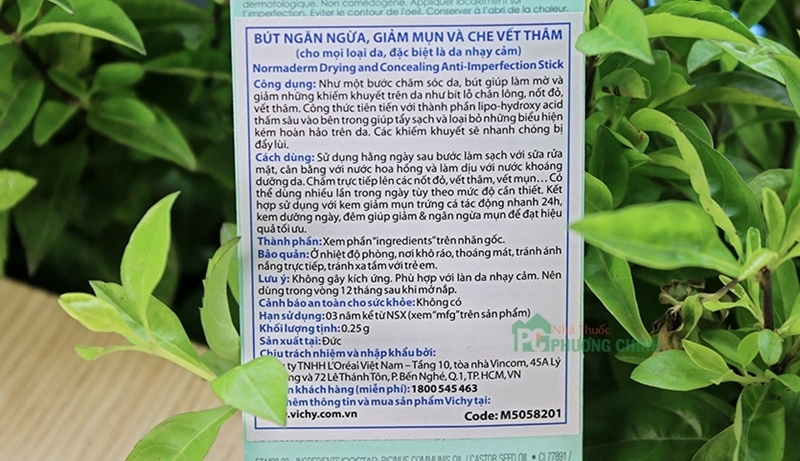 dermatologique. Non comédogène. Appliquer localement sur
l'imperfection. Eviter le contour de l'oeil. Conserver à l'abri de la chaleur.
BÚT NGĂN NGỪA, GIẢM MỤN VÀ CHE VẾT THÂM
(cho mọi loại da, đặc biệt là da nhạy cảm)
Normaderm Drying and Concealing Anti-Imperfection Stick
Công dụng: Như một bước chăm sóc da, bút giúp làm mờ và
giảm những khiếm khuyết trên da như bít lỗ chân lông, nốt đỏ,
vết thâm. Công thức tiên tiến với thành phần lipo-hydroxy acid
thấm sâu vào bên trong giúp tẩy sạch và loại bỏ những biểu hiện
kém hoàn hảo trên da. Các khiếm khuyết sẽ nhanh chóng bị
đẩy lùi.
Cách dùng: Sử dụng hằng ngày sau bước làm sạch với sữa rửa
mặt, cân bằng với nước hoa hồng và làm dịu với nước khoáng
dưỡng da. Chấm trực tiếp lên các nốt đỏ, vết thâm, vết mụn... Có
thể dùng nhiều lần trong ngày tùy theo mức độ cần thiết. Kết
hợp sử dụng với kem giảm mụn trứng cá tác động nhanh 24h,
kem dưỡng ngày, đêm giúp giảm & ngăn ngừa mụn để đạt hiệu
quả tối ưu.
Thành phần: Xem phần "ingredients" trên nhãn gốc.
Bảo quản: Ở nhiệt độ phòng, nơi khô ráo, thoáng mát, tránh ánh
nắng trực tiếp, tránh xa tầm với trẻ em.
Lưu ý: Không gây kích ứng. Phù hợp với làn da nhạy cảm. Nên
dùng trong vòng 12 tháng sau khi mở nắp.
Cảnh báo an toàn cho sức khỏe: Không có
Hạn sử dụng: 03 năm kể từ NSX (xem "mfg" trên sản phẩm)
Khối lượng tịnh: 0.25 g
Sản xuất tại: Đức
Nhà Thuốc
PHƯƠNG CHÍNH
Chịu trách nhiệm và nhập khẩu bởi:
ty TNHH L'Oréal Việt Nam – Tầng 10, tòa nhà Vincom, 45A Lý
và 72 Lê Thánh Tôn, P. Bến Nghé, Q.1, TP. HCM, VN
khách hàng (miễn phí): 1800 545 463
thêm thông tin và mua sản phẩm Vichy tại:
www.vichy.com.vn Code: M5058201
INGREDIENTS RICINUS COMMUNIS OIL / CASTOR SEED OIL • CI 77891 /